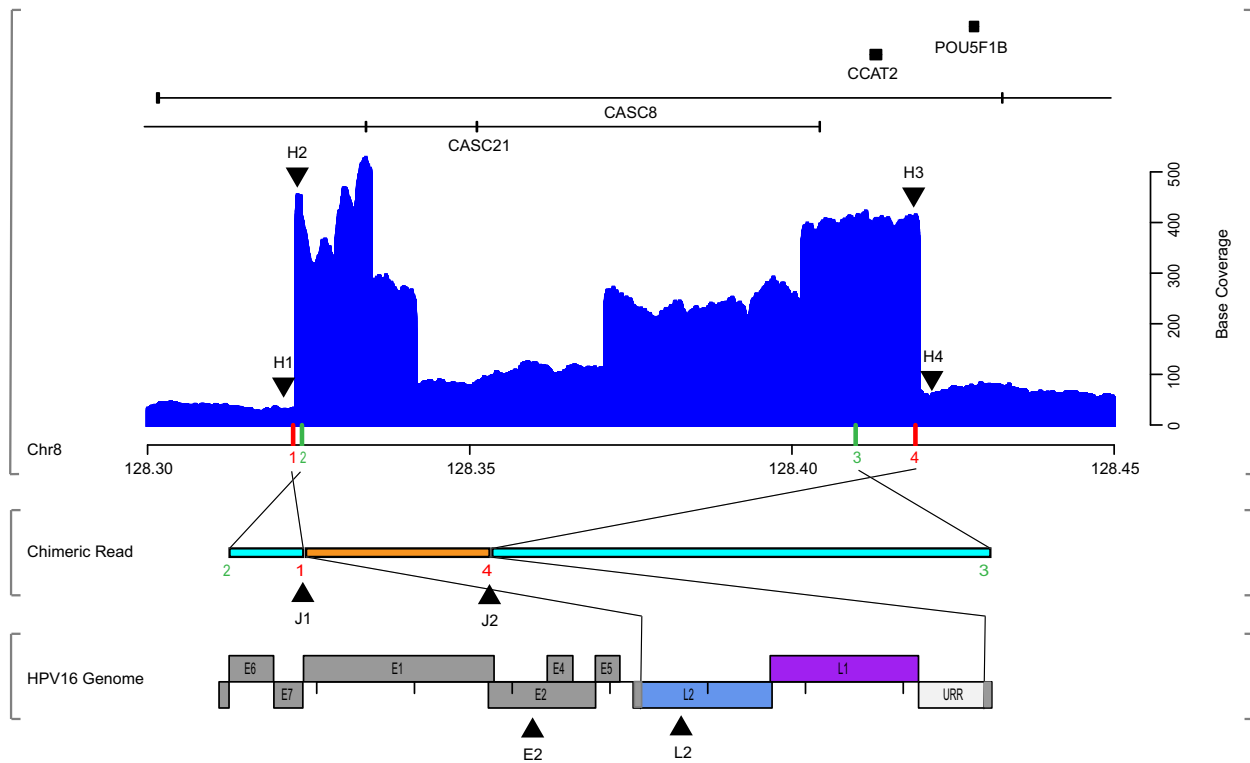 POU5F1B
CCAT2
CASC8
CASC21
H2
H3
H1
H4
0 100 200 300 400 500
Base Coverage
Chr8
1 2 3 4
128.30 128.35 128.40 128.45
Chimeric Read
2 1 4 3
J1 J2
HPV16 Genome
E6 E1 E4 E5 L1
E7 E2 L2 URR
E2 L2